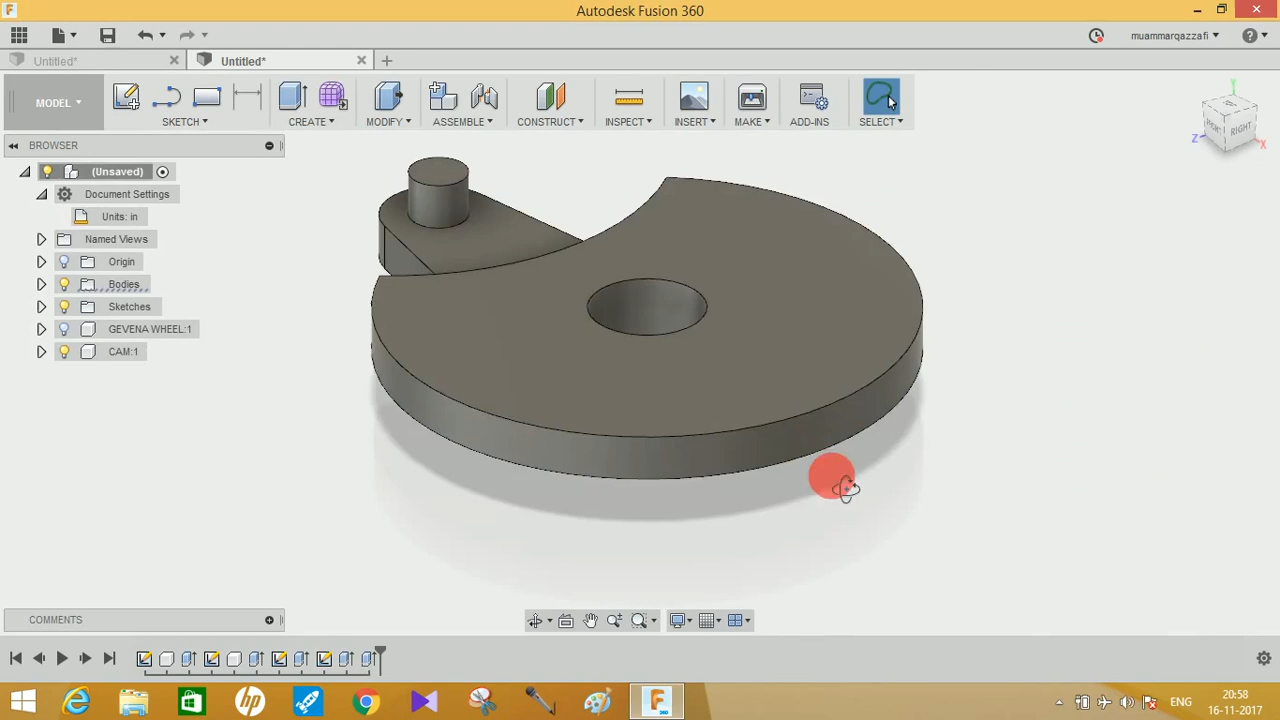 Autodesk Fusion 360
muammarqazzafi
Untitled*
Untitled*
MODEL
SKETCH
CREATE
MODIFY
ASSEMBLE
CONSTRUCT
INSPECT
INSERT
MAKE
ADD-INS
SELECT
BROWSER
(Unsaved)
Document Settings
Units: in
Named Views
Origin
Bodies
Sketches
GEVENA WHEEL:1
CAM:1
RIGHT
Z
X
COMMENTS
ENG
20:58
16-11-2017